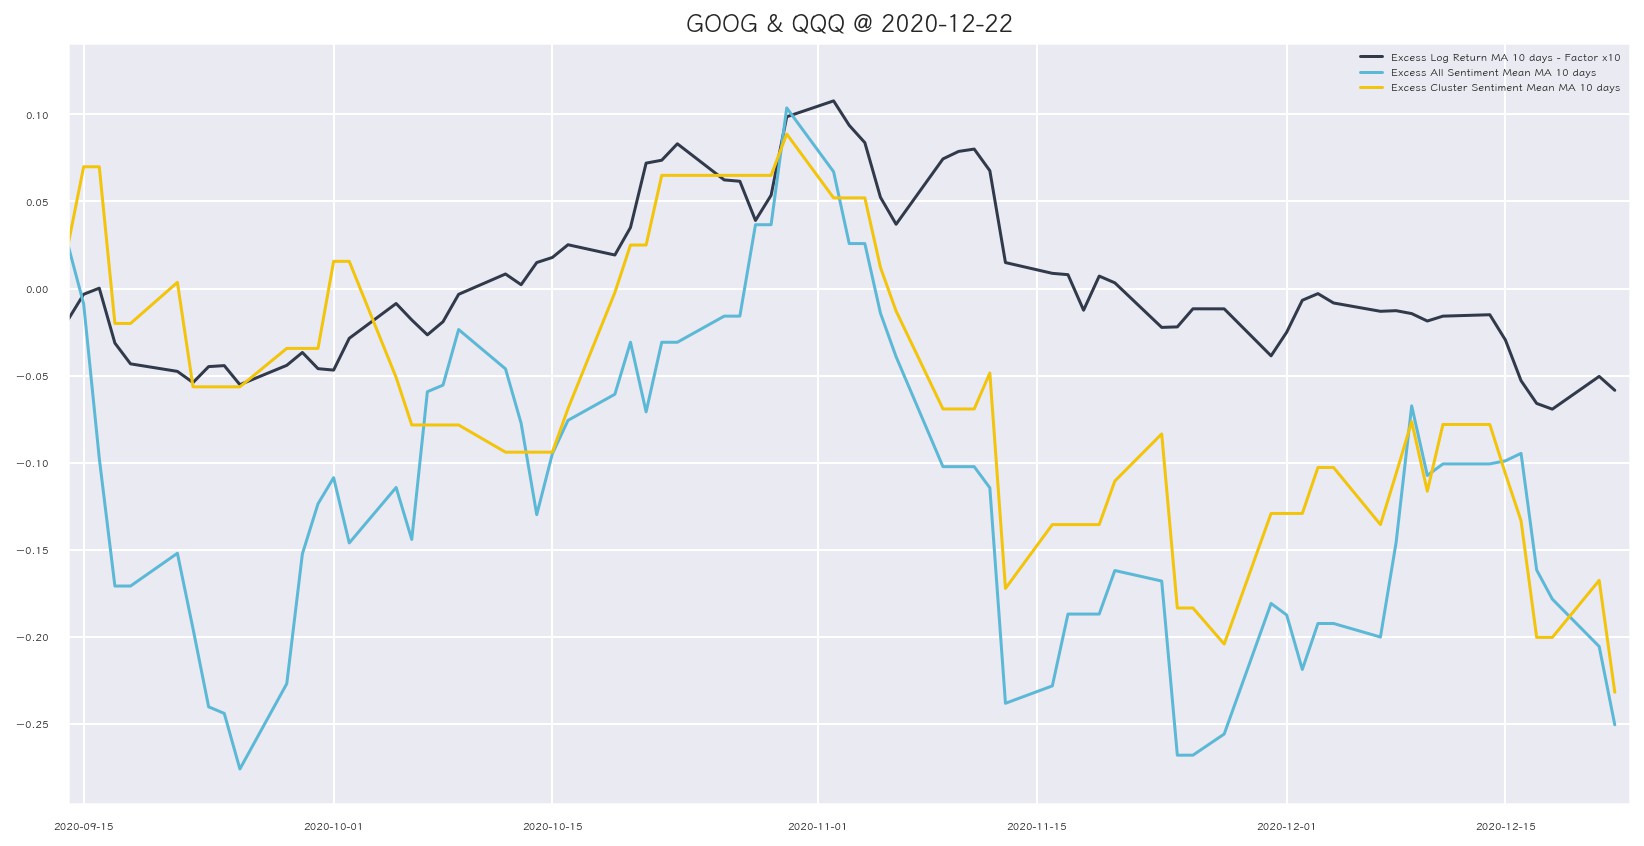 GOOG & QQQ @ 2020-12-22
Excess Log Return MA 10 days - Factor x10
Excess All Sentiment Mean MA 10 days
Excess Cluster Sentiment Mean MA 10 days
0.10
0.05
0.00
−0.05
−0.10
−0.15
−0.20
−0.25
2020-09-15 2020-10-01 2020-10-15 2020-11-01 2020-11-15 2020-12-01 2020-12-15